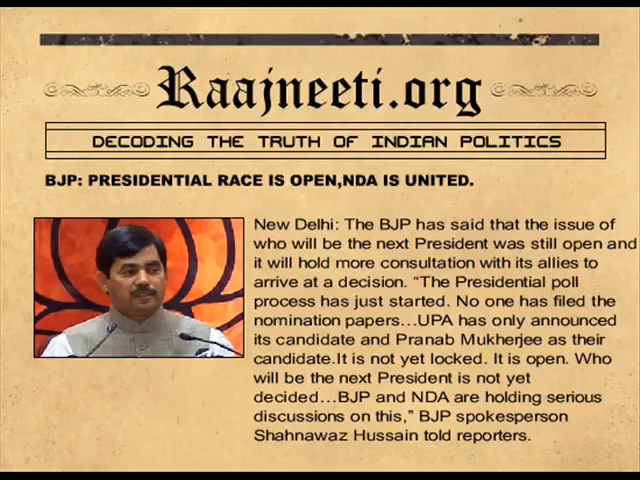 Raajneeti.org
DECODING THE TRUTH OF INDIAN POLITICS
BJP: PRESIDENTIAL RACE IS OPEN,NDA IS UNITED.
New Delhi: The BJP has said that the issue of
who will be the next President was still open and
it will hold more consultation with its allies to
arrive at a decision. “The Presidential poll
process has just started. No one has filed the
nomination papers…UPA has only announced
its candidate and Pranab Mukherjee as their
candidate.It is not yet locked. It is open. Who
will be the next President is not yet
decided…BJP and NDA are holding serious
discussions on this,” BJP spokesperson
Shahnawaz Hussain told reporters.